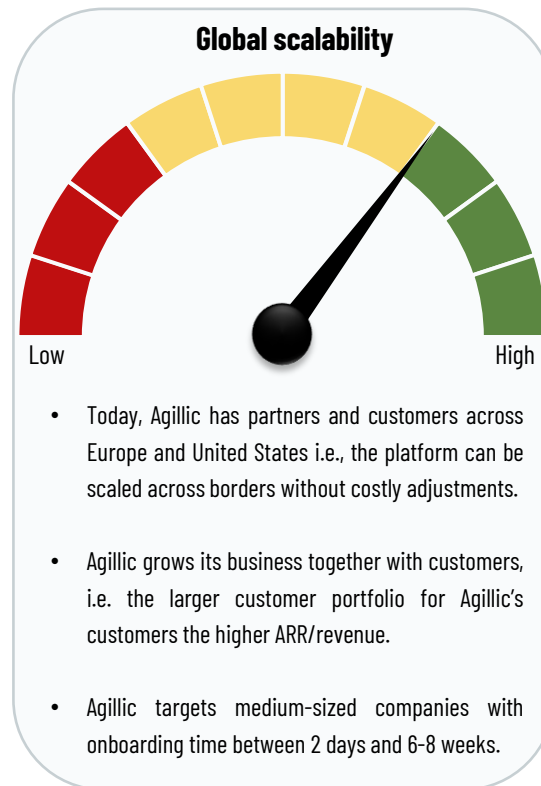 Global scalability
Low
High
• Today, Agillic has partners and customers across
Europe and United States i.e., the platform can be
scaled across borders without costly adjustments.
• Agillic grows its business together with customers,
i.e. the larger customer portfolio for Agillic's
customers the higher ARR/revenue.
• Agillic targets medium-sized companies with
onboarding time between 2 days and 6-8 weeks.